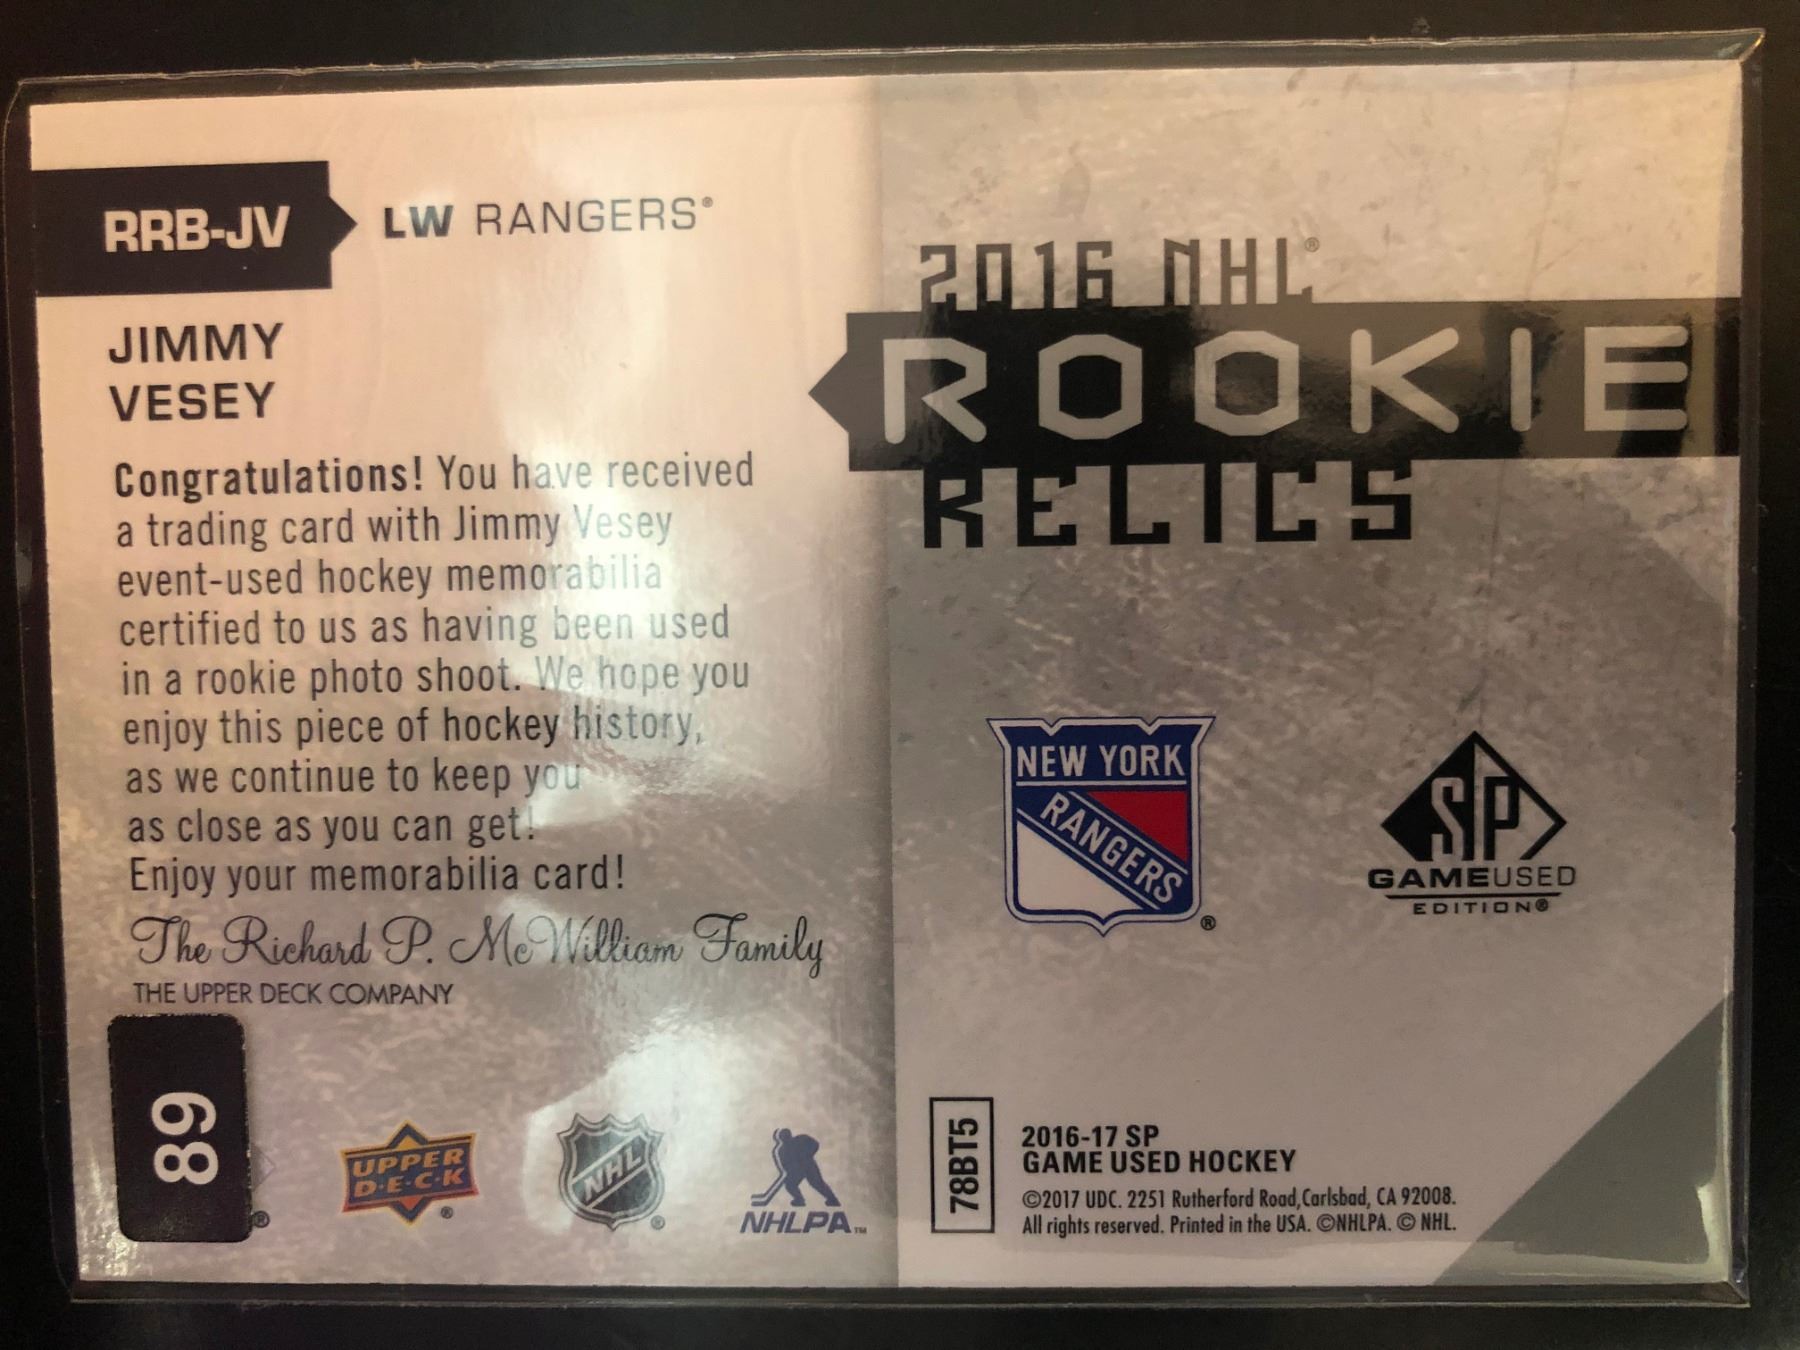 RRB-JV
LW RANGERS®
JIMMY
VESEY
Congratulations! You have received
a trading card with Jimmy Vesey
event-used hockey memorabilia
certified to us as having been used
in a rookie photo shoot. We hope you
enjoy this piece of hockey history,
as we continue to keep you
as close as you can get!
Enjoy your memorabilia card!
The Richard P. McWilliam Family
THE UPPER DECK COMPANY
89
®
UPPER
D·E·C·K
®
NHL
®
NHLPA™
2016 NHL®
ROOKIE
RELICS
NEW YORK
RANGERS
®
SP
GAMEUSED
EDITION®
78BT5
2016-17 SP
GAME USED HOCKEY
©2017 UDC. 2251 Rutherford Road, Carlsbad, CA 92008.
All rights reserved. Printed in the USA. ©NHLPA. © NHL.